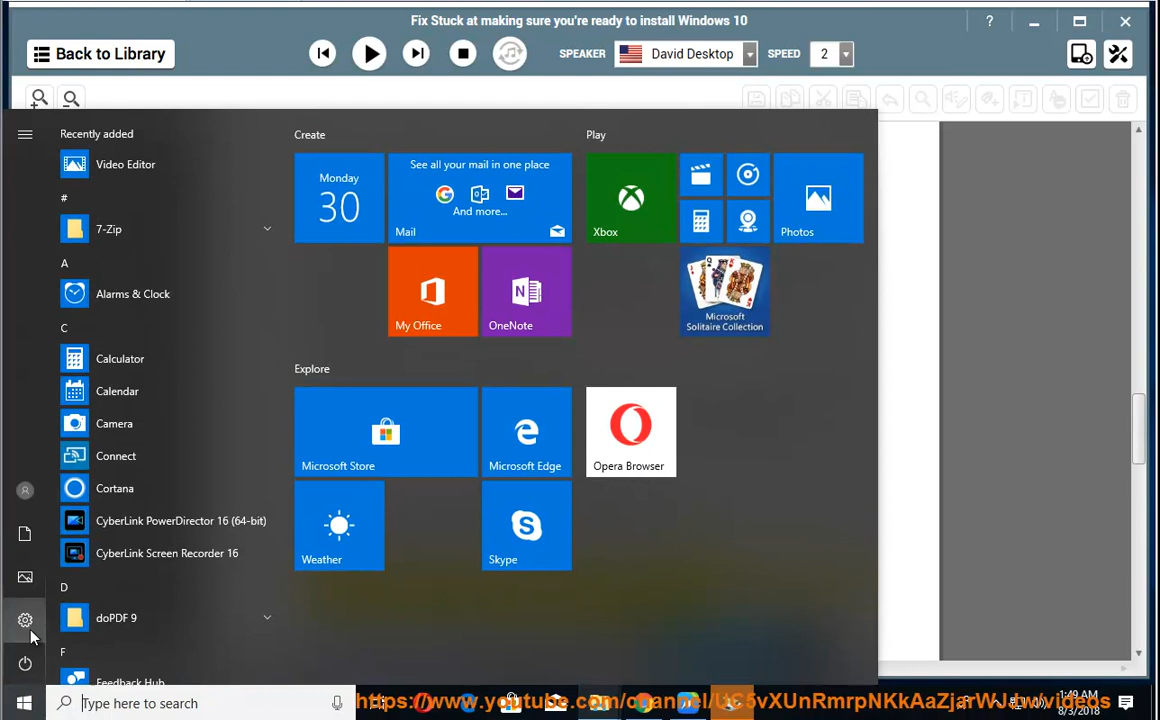 Fix Stuck at making sure you're ready to install Windows 10
?
Back to Library
SPEAKER
David Desktop
SPEED
2
Recently added
Video Editor
#
7-Zip
A
Alarms & Clock
C
Calculator
Calendar
Camera
Connect
Cortana
CyberLink PowerDirector 16 (64-bit)
CyberLink Screen Recorder 16
D
doPDF 9
F
Feedback Hub
Create
Monday
30
See all your mail in one place
And more...
Mail
My Office
OneNote
Play
Xbox
Photos
Microsoft
Solitaire Collection
Explore
Microsoft Store
Microsoft Edge
Opera Browser
Weather
Skype
Type here to search
1:49 AM
8/3/2018